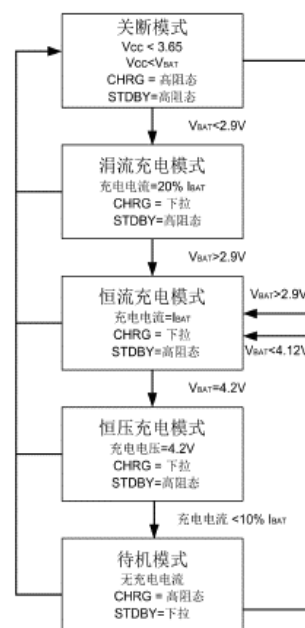 关断模式
Vcc < 3.65
Vcc<VBAT
CHRG = 高阻态
STDBY=高阻态
VBAT<2.9V
涓流充电模式
充电电流=20% IBAT
CHRG = 下拉
STDBY=高阻态
VBAT>2.9V
恒流充电模式
充电电流=IBAT
CHRG = 下拉
STDBY=高阻态
VBAT>2.9V
VBAT<4.12V
VBAT=4.2V
恒压充电模式
充电电压=4.2V
CHRG = 下拉
STDBY=高阻态
充电电流 <10% IBAT
待机模式
无充电电流
CHRG = 高阻态
STDBY=下拉